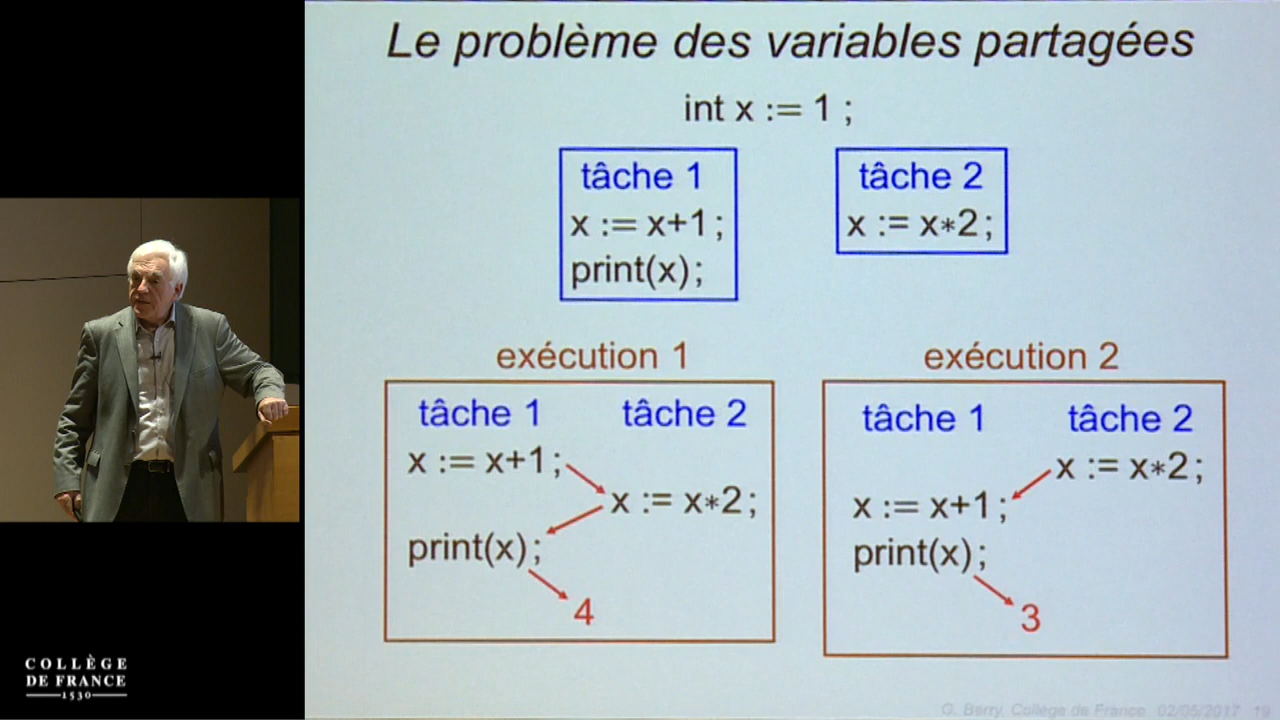 Le problème des variables partagées
int x := 1 ;
tâche 1
x := x+1 ;
print(x) ;
tâche 2
x := x*2 ;
exécution 1
tâche 1 tâche 2
x := x+1 ;
x := x*2 ;
print(x) ;
4
exécution 2
tâche 1 tâche 2
x := x*2 ;
x := x+1 ;
print(x) ;
3
COLLÈGE
DE FRANCE
1530
G. Berry, Collège de France 02/05/2017 19